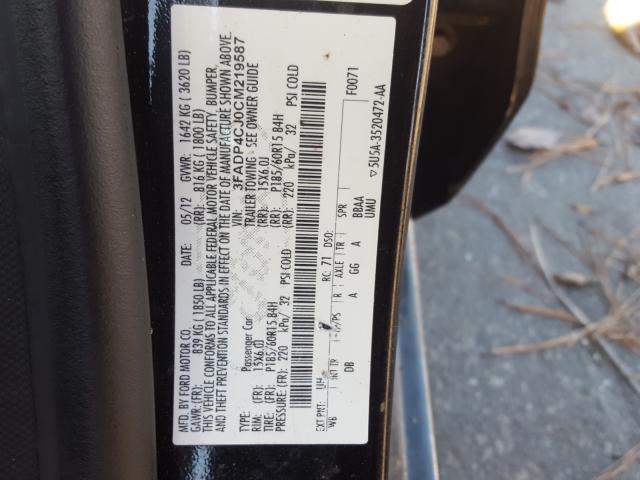 MFD. BY FORD MOTOR CO.
DATE: 05/12 GVWR: 1642 KG ( 3620 LB)
GAWR:(FR): 839 KG ( 1850 LB) (RR): 816 KG ( 1800 LB)
THIS VEHICLE CONFORMS TO ALL APPLICABLE FEDERAL MOTOR VEHICLE SAFETY, BUMPER,
AND THEFT PREVENTION STANDARDS IN EFFECT ON THE DATE OF MANUFACTURE SHOWN ABOVE.
VIN: 3FADP4CJ0CM219587
TYPE: Passenger Car TRAILER TOWING - SEE OWNER GUIDE
RIM: (FR): 15X6.0J (RR): 15X6.0J
TIRE: (FR): P185/60R15 84H (RR): P185/60R15 84H
PRESSURE:(FR): 220 kPa/ 32 PSI COLD (RR): 220 kPa/ 32 PSI COLD
EXT PNT: UH RC: 71 DSO: F0071
WB INT TR TP/PS R AXLE TR SPR
DB A GG A BBAA
UMU
5U5A-3520472-AA